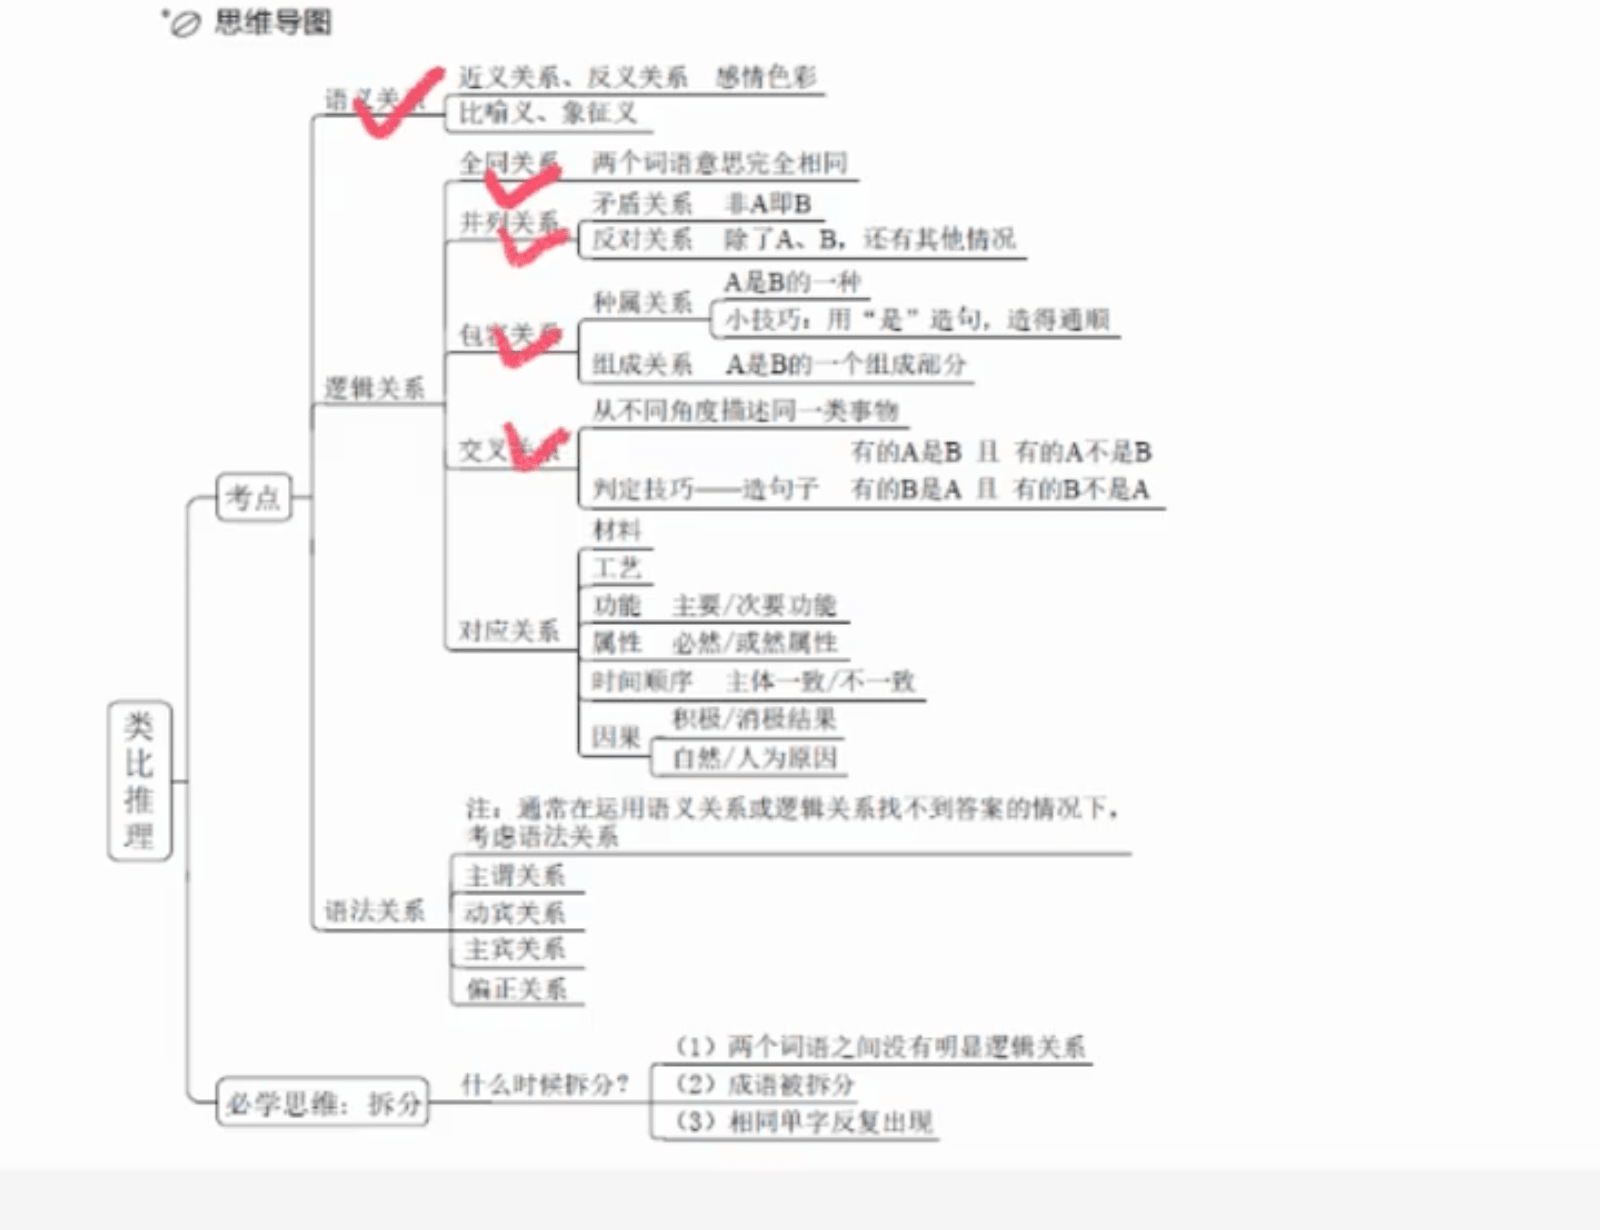 思维导图
近义关系、反义关系 感情色彩
语义关系
比喻义、象征义
全同关系 两个词语意思完全相同
矛盾关系 非A即B
并列关系
反对关系 除了A、B，还有其他情况
A是B的一种
种属关系
小技巧：用“是”造句，造得通顺
包容关系
组成关系 A是B的一个组成部分
逻辑关系
从不同角度描述同一类事物
交叉关系
有的A是B 且 有的A不是B
判定技巧——造句子 有的B是A 且 有的B不是A
考点
材料
工艺
功能 主要/次要功能
对应关系
属性 必然/或然属性
时间顺序 主体一致/不一致
积极/消极结果
因果
自然/人为原因
类比推理
注：通常在运用语义关系或逻辑关系找不到答案的情况下，
考虑语法关系
主谓关系
语法关系
动宾关系
主宾关系
偏正关系
（1）两个词语之间没有明显逻辑关系
必学思维：拆分
什么时候拆分？
（2）成语被拆分
（3）相同单字反复出现